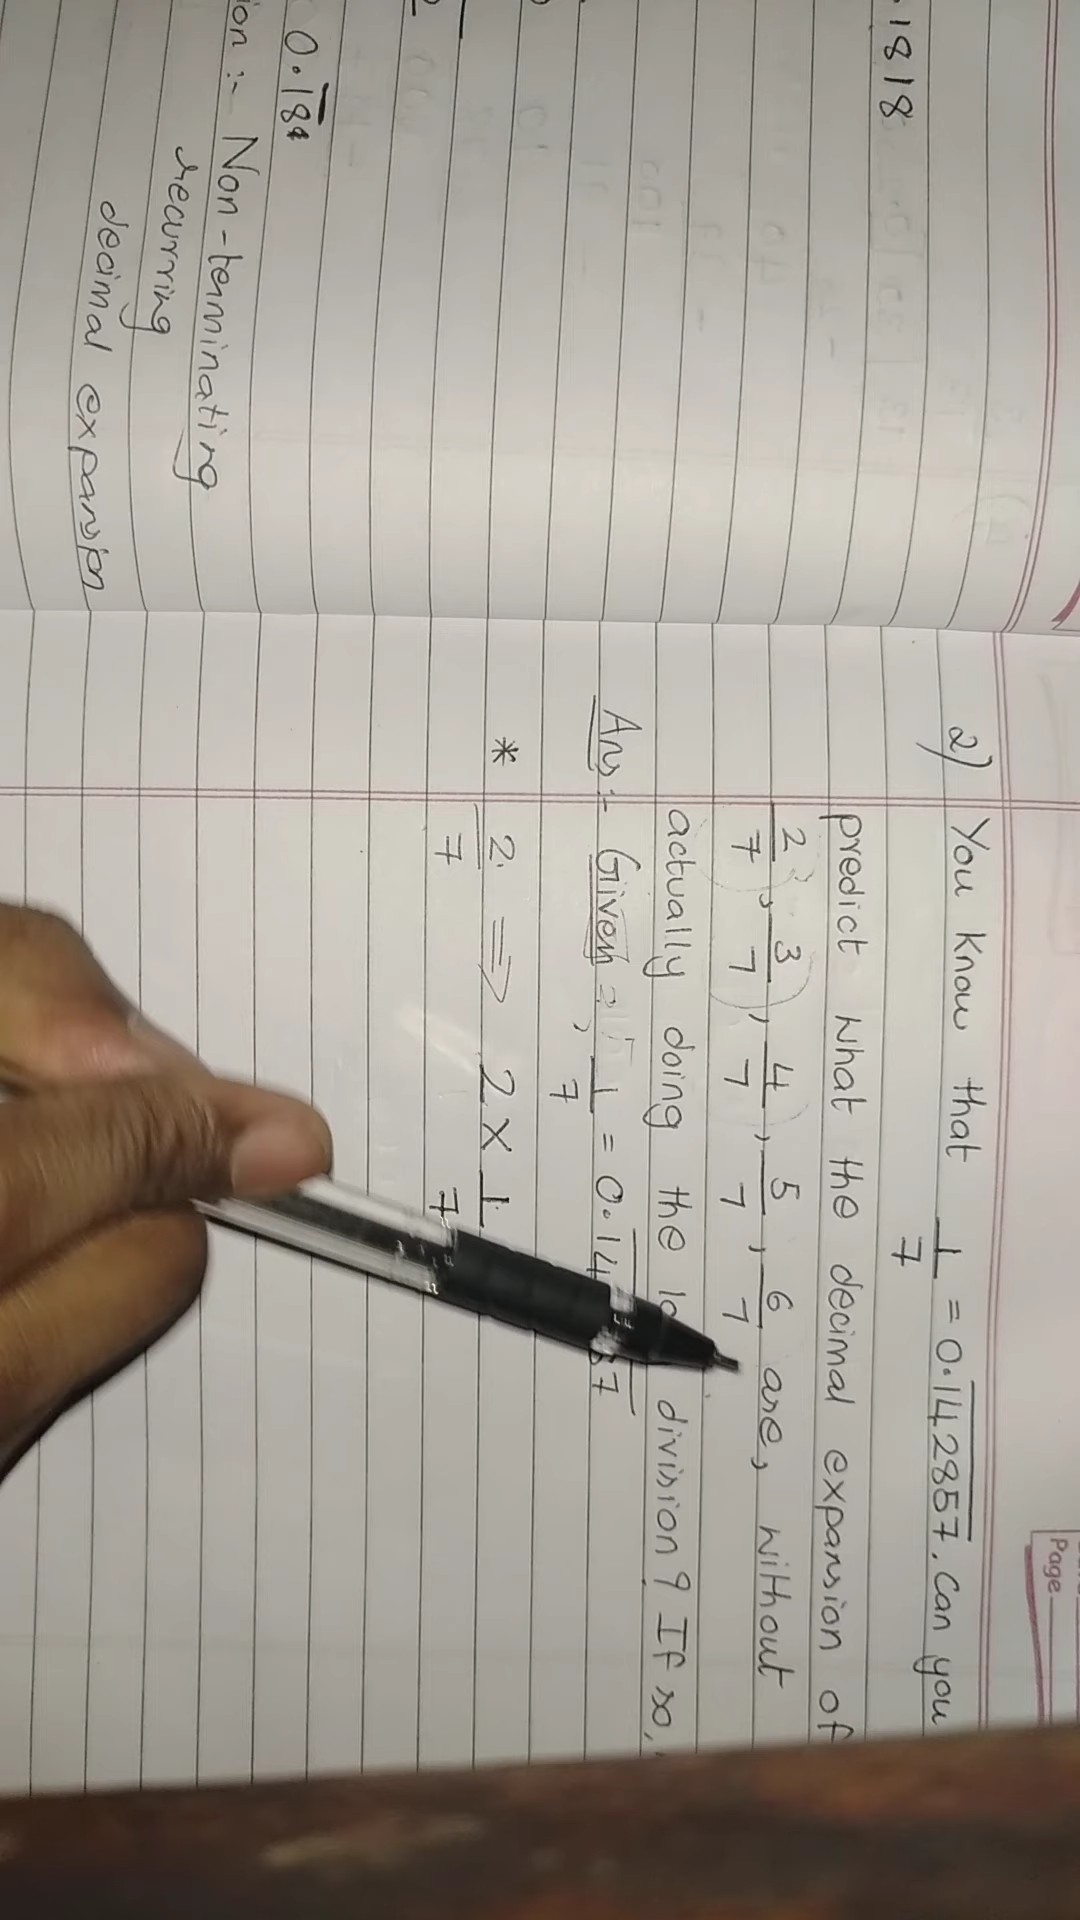 .1818
0.18
ion :- Non-terminating
recurring
decimal expansion
Page
2) You know that 1/7 = 0.142857. Can you
predict what the decimal expansion of
2/7, 3/7, 4/7, 5/7, 6/7 are, without
actually doing the division? If so,
Ans:- Given, 1/7 = 0.14 57
* 2/7 ⇒ 2 × 1/7